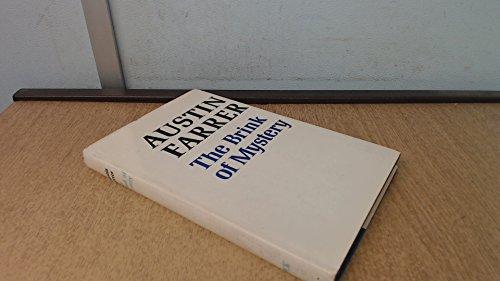 AUSTIN
FARRER
The Brink
of Mystery